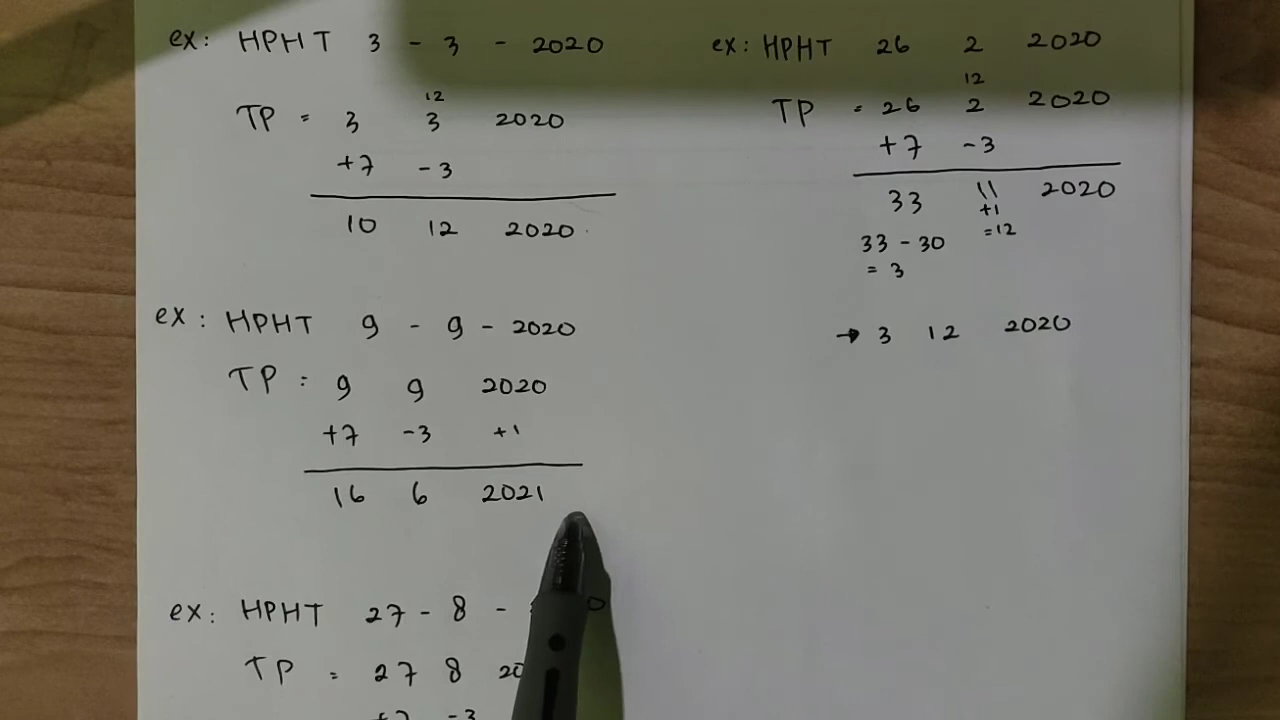 ex: HPHT 3 - 3 - 2020
12
TP = 3 3 2020
+7 -3
10 12 2020
ex: HPHT 9 - 9 - 2020
TP = 9 9 2020
+7 -3 +1
16 6 2021
ex: HPHT 27 - 8 -
TP = 27 8 20
+7 -3
ex: HPHT 26 2 2020
12
TP = 26 2 2020
+7 -3
33 11 2020
+1
33 - 30 =12
= 3
→ 3 12 2020